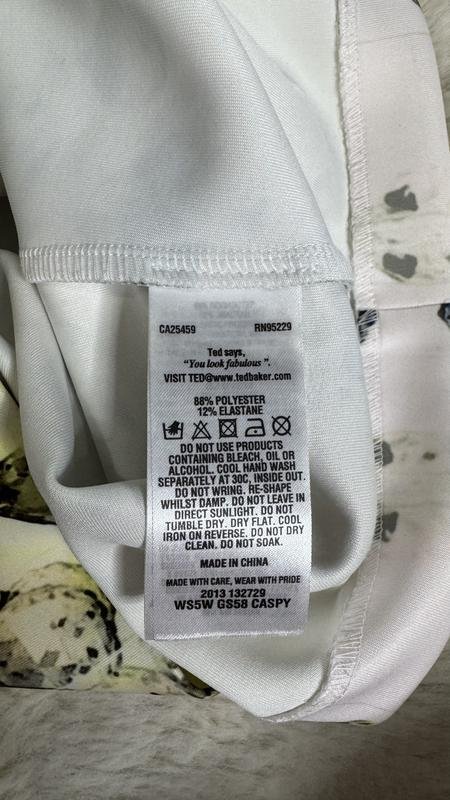 CA25459 RN95229
Ted says,
"You look fabulous".
VISIT TED@www.tedbaker.com
88% POLYESTER
12% ELASTANE
DO NOT USE PRODUCTS
CONTAINING BLEACH, OIL OR
ALCOHOL. COOL HAND WASH
SEPARATELY AT 30C, INSIDE OUT.
DO NOT WRING. RE-SHAPE
WHILST DAMP. DO NOT LEAVE IN
DIRECT SUNLIGHT. DO NOT
TUMBLE DRY. DRY FLAT. COOL
IRON ON REVERSE. DO NOT DRY
CLEAN. DO NOT SOAK.
MADE IN CHINA
MADE WITH CARE, WEAR WITH PRIDE
2013 132729
WS5W GS58 CASPY